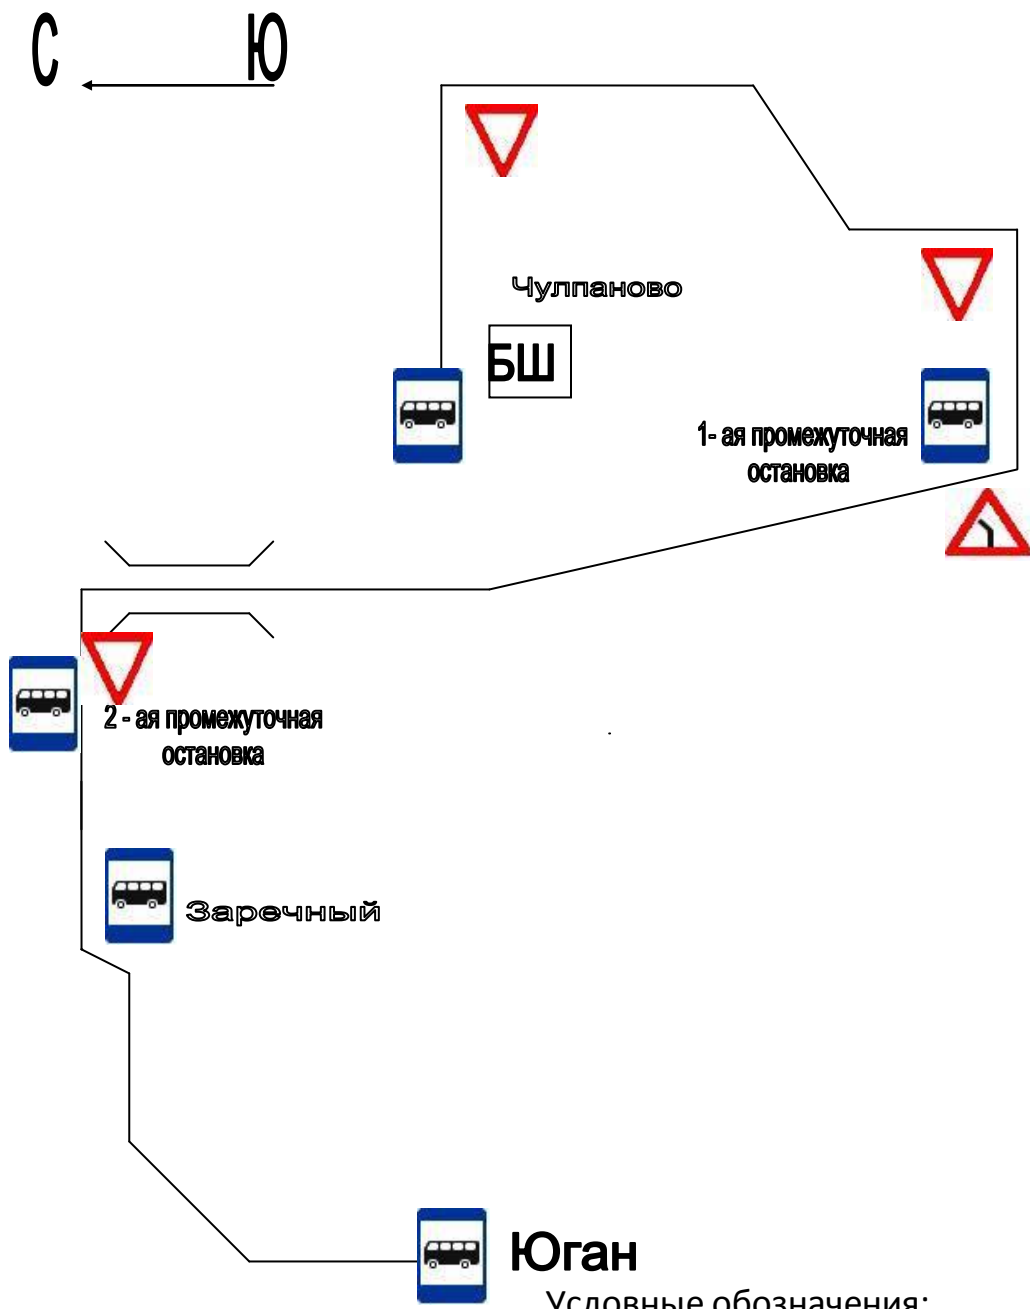 С Ю
Чулпаново
БШ
1- ая промежуточная
остановка
2 - ая промежуточная
остановка
Заречный
Юган
Условные обозначения: